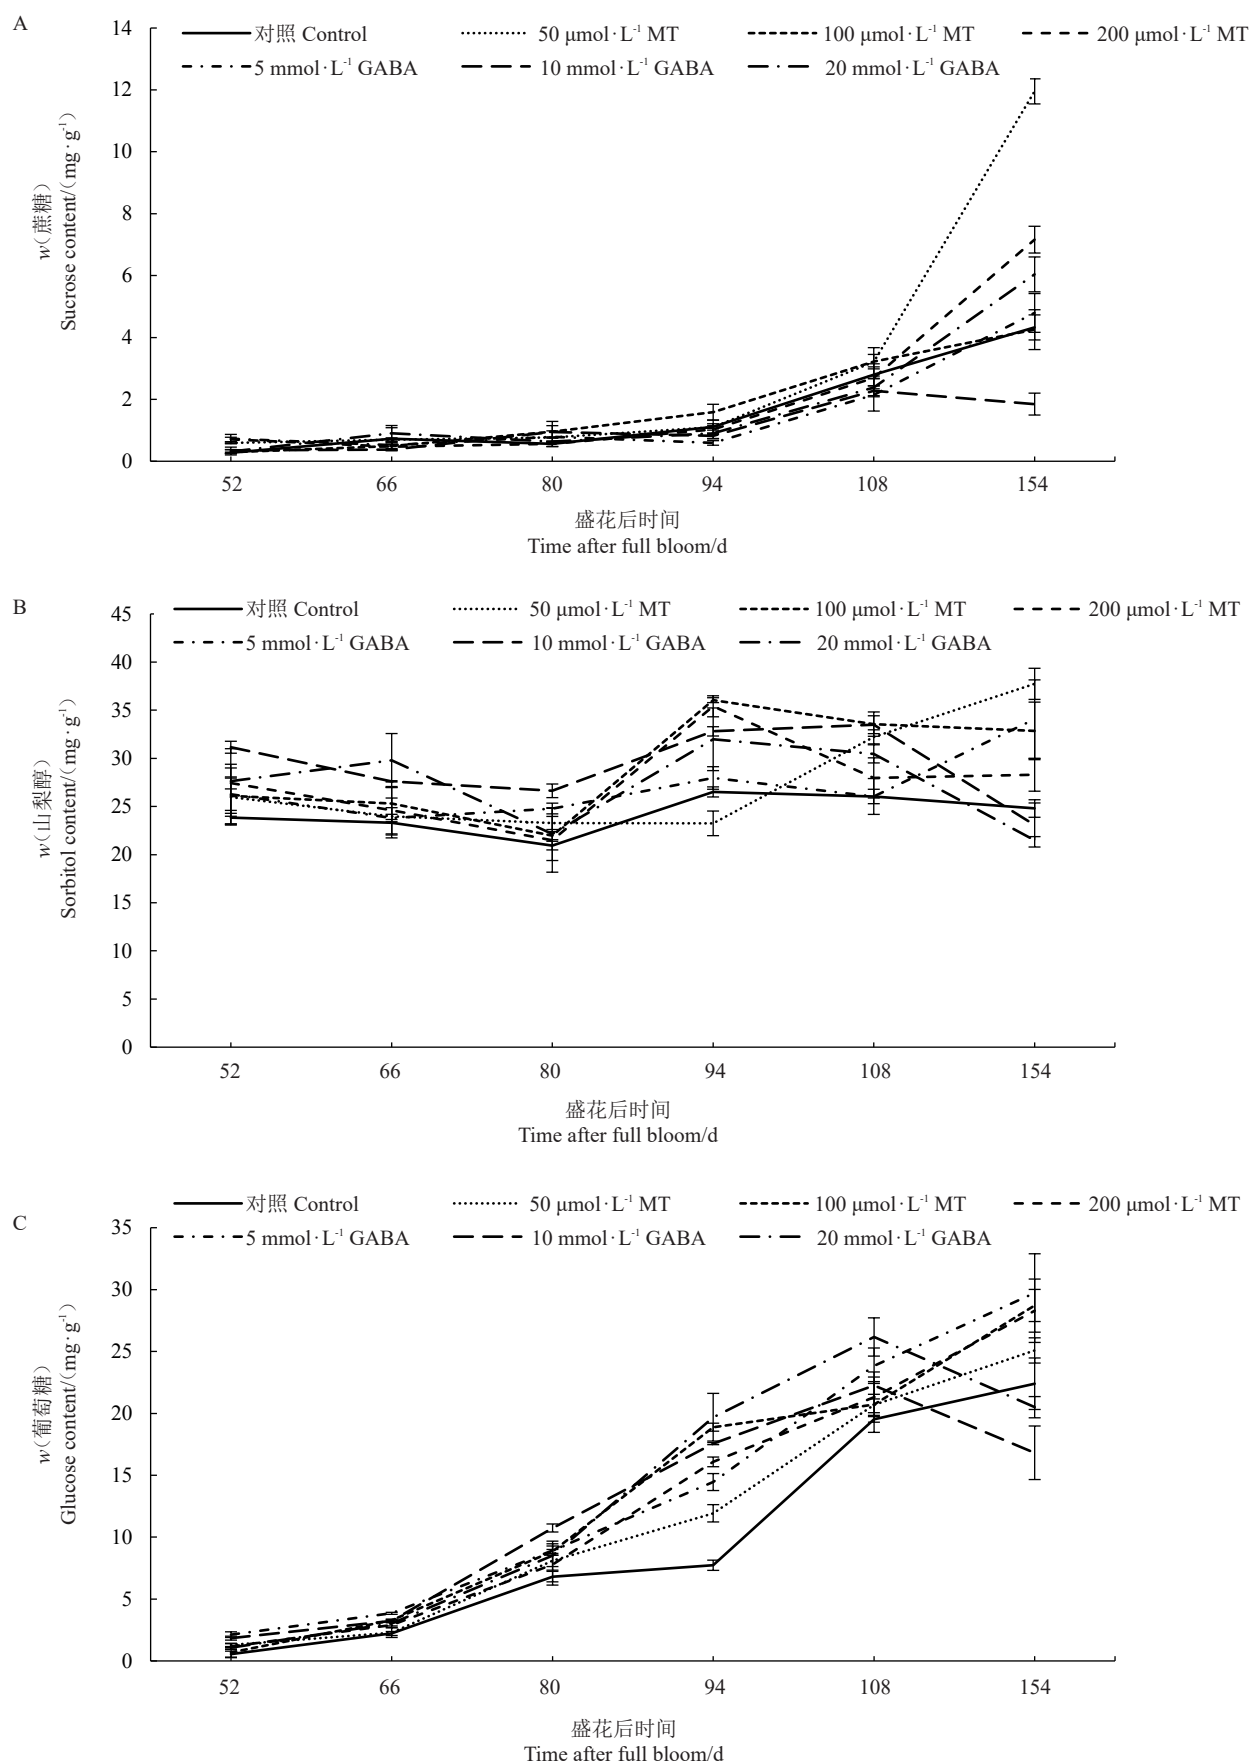 A
对照 Control 50 μmol·L⁻¹ MT 100 μmol·L⁻¹ MT 200 μmol·L⁻¹ MT
5 mmol·L⁻¹ GABA 10 mmol·L⁻¹ GABA 20 mmol·L⁻¹ GABA
14
12
10
8
6
4
2
0
w(蔗糖)
Sucrose content/(mg·g⁻¹)
52 66 80 94 108 154
盛花后时间
Time after full bloom/d
B
对照 Control 50 μmol·L⁻¹ MT 100 μmol·L⁻¹ MT 200 μmol·L⁻¹ MT
5 mmol·L⁻¹ GABA 10 mmol·L⁻¹ GABA 20 mmol·L⁻¹ GABA
45
40
35
30
25
20
15
10
5
0
w(山梨醇)
Sorbitol content/(mg·g⁻¹)
52 66 80 94 108 154
盛花后时间
Time after full bloom/d
C
对照 Control 50 μmol·L⁻¹ MT 100 μmol·L⁻¹ MT 200 μmol·L⁻¹ MT
5 mmol·L⁻¹ GABA 10 mmol·L⁻¹ GABA 20 mmol·L⁻¹ GABA
35
30
25
20
15
10
5
0
w(葡萄糖)
Glucose content/(mg·g⁻¹)
52 66 80 94 108 154
盛花后时间
Time after full bloom/d